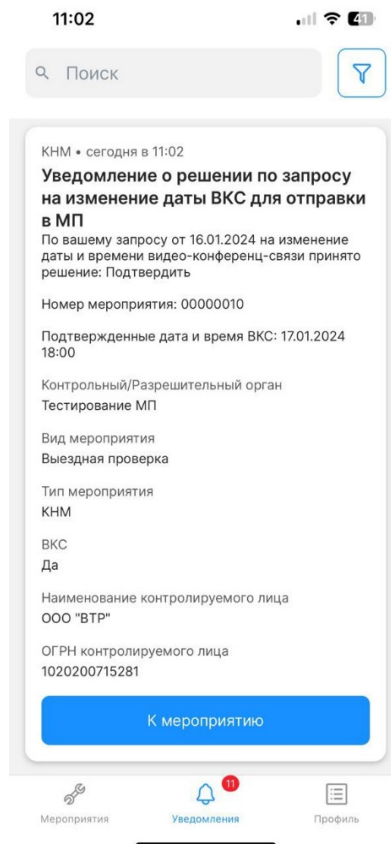 11:02
41
Поиск
КНМ • сегодня в 11:02
Уведомление о решении по запросу
на изменение даты ВКС для отправки
в МП
По вашему запросу от 16.01.2024 на изменение
даты и времени видео-конференц-связи принято
решение: Подтвердить
Номер мероприятия: 00000010
Подтвержденные дата и время ВКС: 17.01.2024
18:00
Контрольный/Разрешительный орган
Тестирование МП
Вид мероприятия
Выездная проверка
Тип мероприятия
КНМ
ВКС
Да
Наименование контролируемого лица
ООО "ВТР"
ОГРН контролируемого лица
1020200715281
К мероприятию
11
Мероприятия Уведомления Профиль